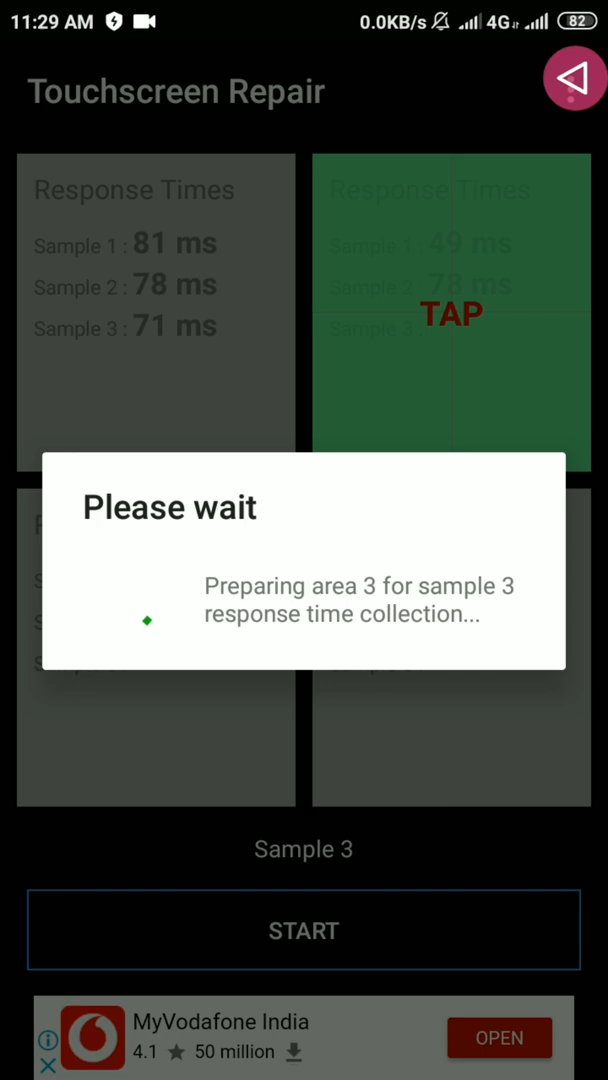 11:29 AM 0.0KB/s 4G 82
Touchscreen Repair
Response Times
Sample 1 : 81 ms
Sample 2 : 78 ms
Sample 3 : 71 ms
Response Times
Sample 1 : 49 ms
Sample 2 : 78 ms
Sample 3
TAP
Please wait
Preparing area 3 for sample 3
response time collection...
Sample 3
START
MyVodafone India
4.1 ★ 50 million
OPEN